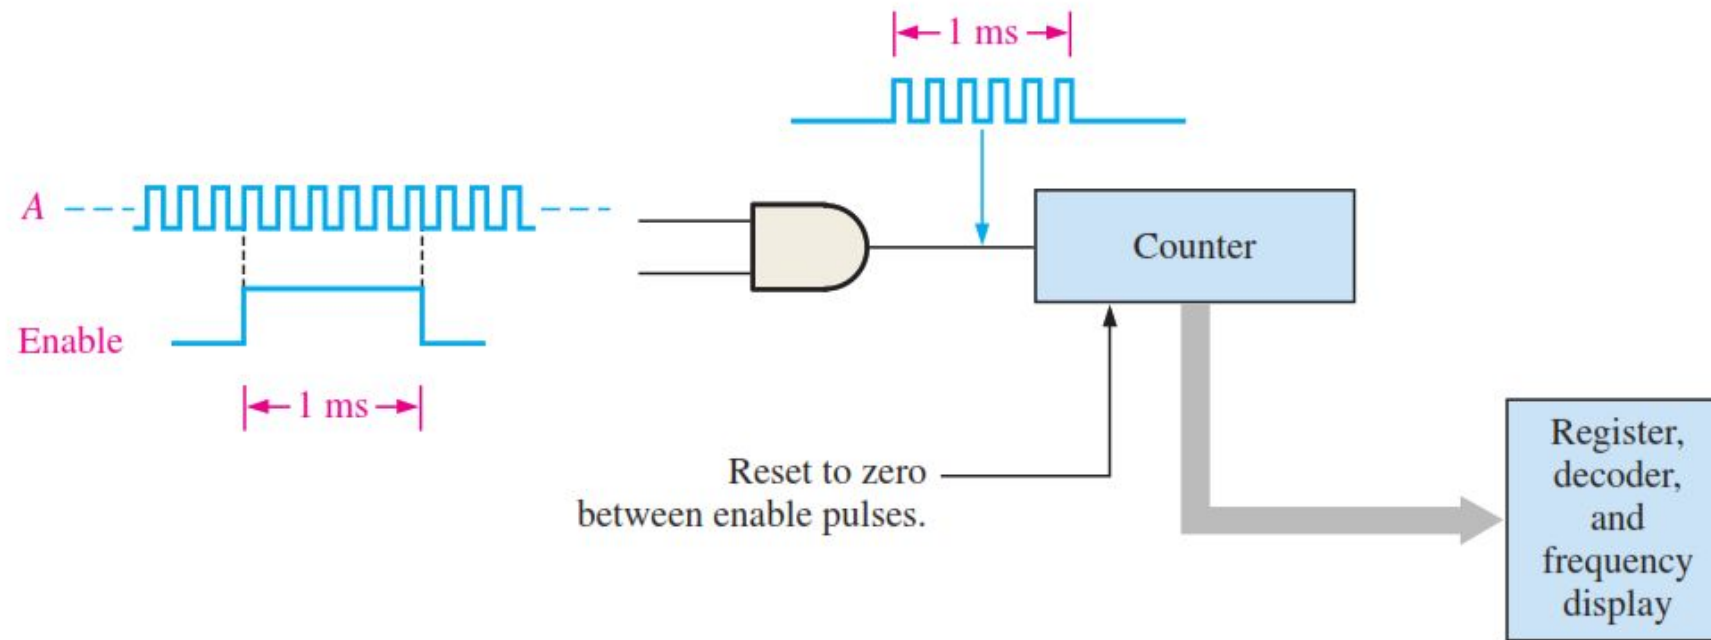 1 ms
A
Enable
1 ms
Counter
Reset to zero
between enable pulses.
Register,
decoder,
and
frequency
display